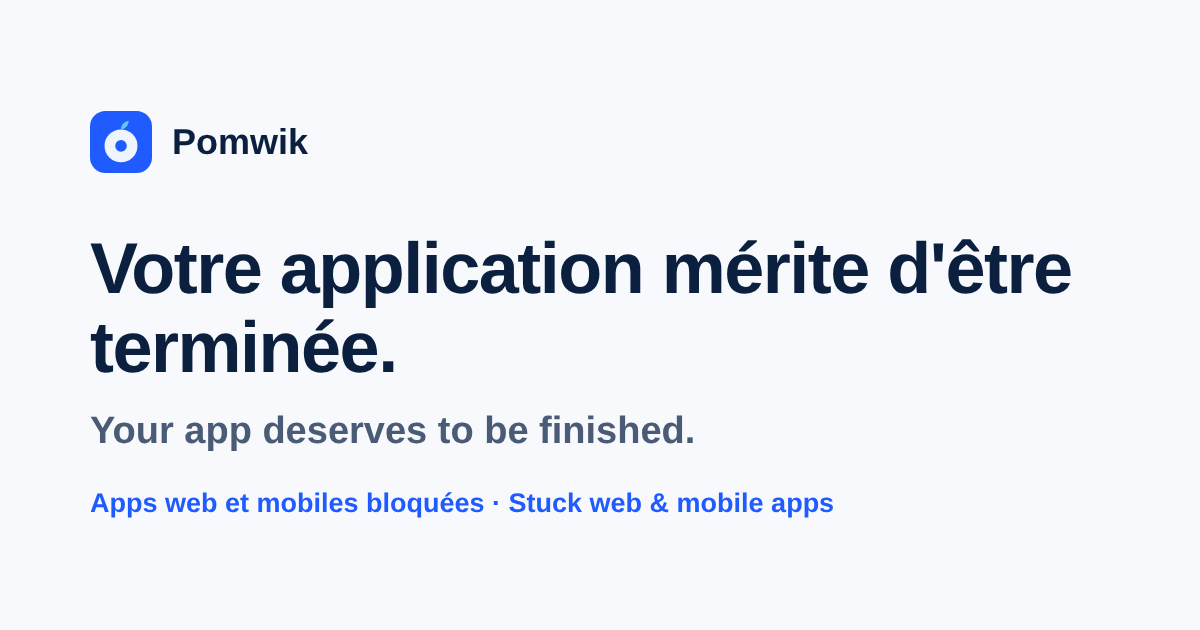 Pomwik
Votre application mérite d'être
terminée.
Your app deserves to be finished.
Apps web et mobiles bloquées · Stuck web & mobile apps